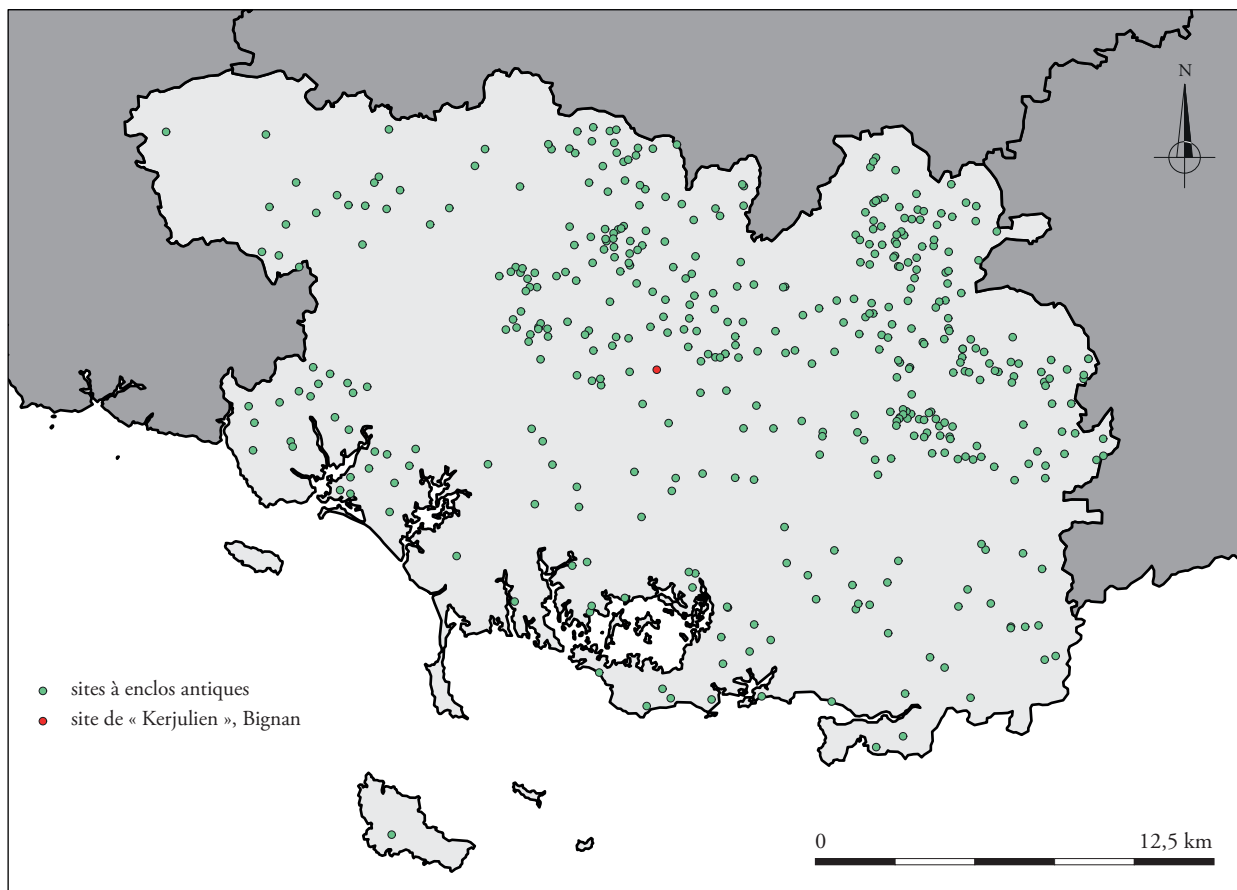 N
sites à enclos antiques
site de « Kerjulien », Bignan
0 12,5 km